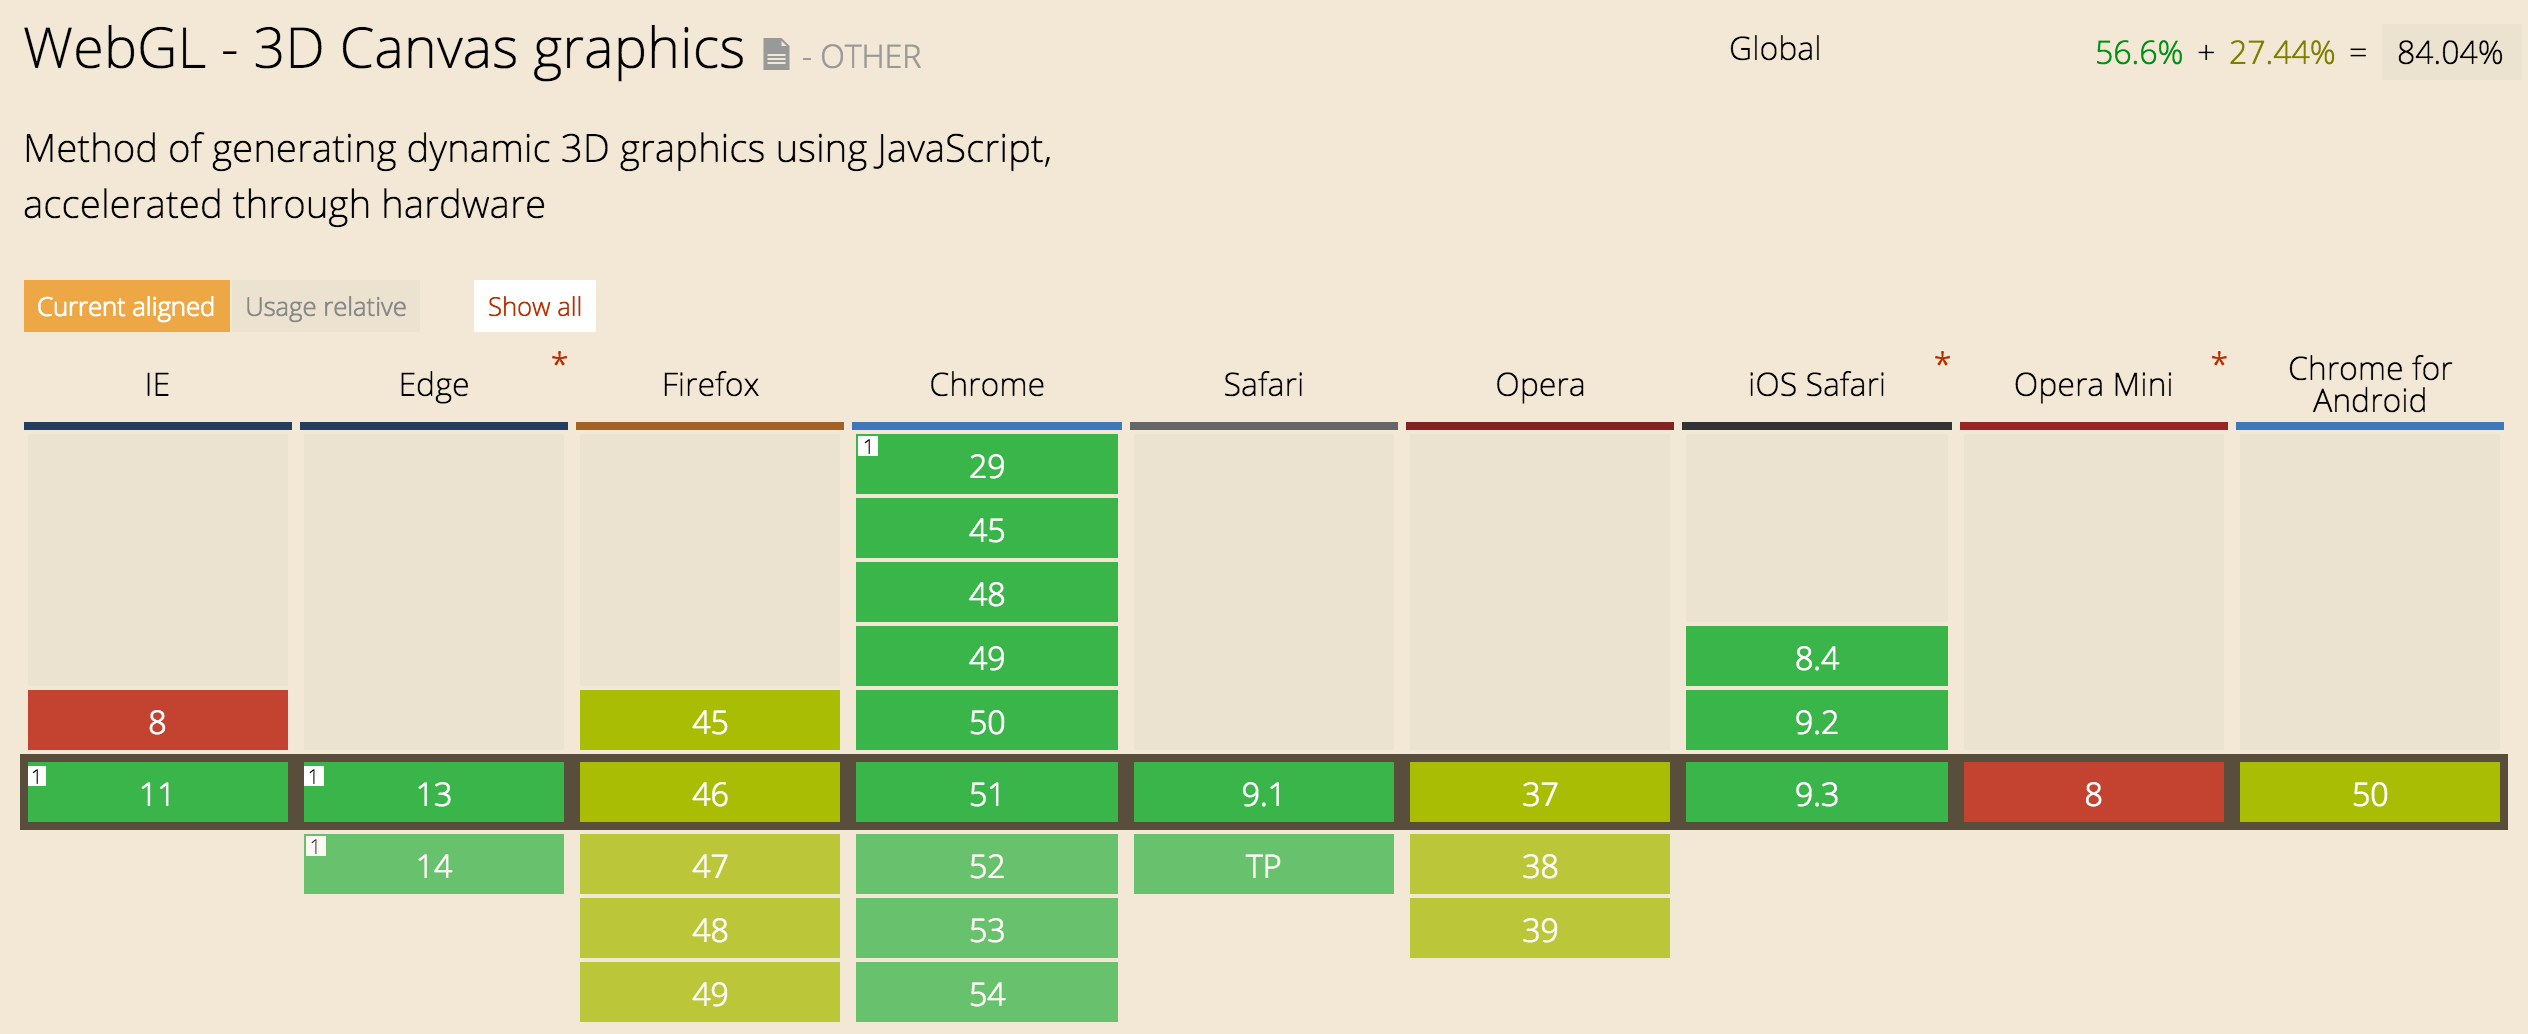 WebGL - 3D Canvas graphics - OTHER
Global 56.6% + 27.44% = 84.04%
Method of generating dynamic 3D graphics using JavaScript,
accelerated through hardware
Current aligned Usage relative Show all
IE Edge * Firefox Chrome Safari Opera iOS Safari * Opera Mini * Chrome for Android
1 29
45
48
49 8.4
8 45 50 9.2
1 11 1 13 46 51 9.1 37 9.3 8 50
1 14 47 52 TP 38
48 53 39
49 54